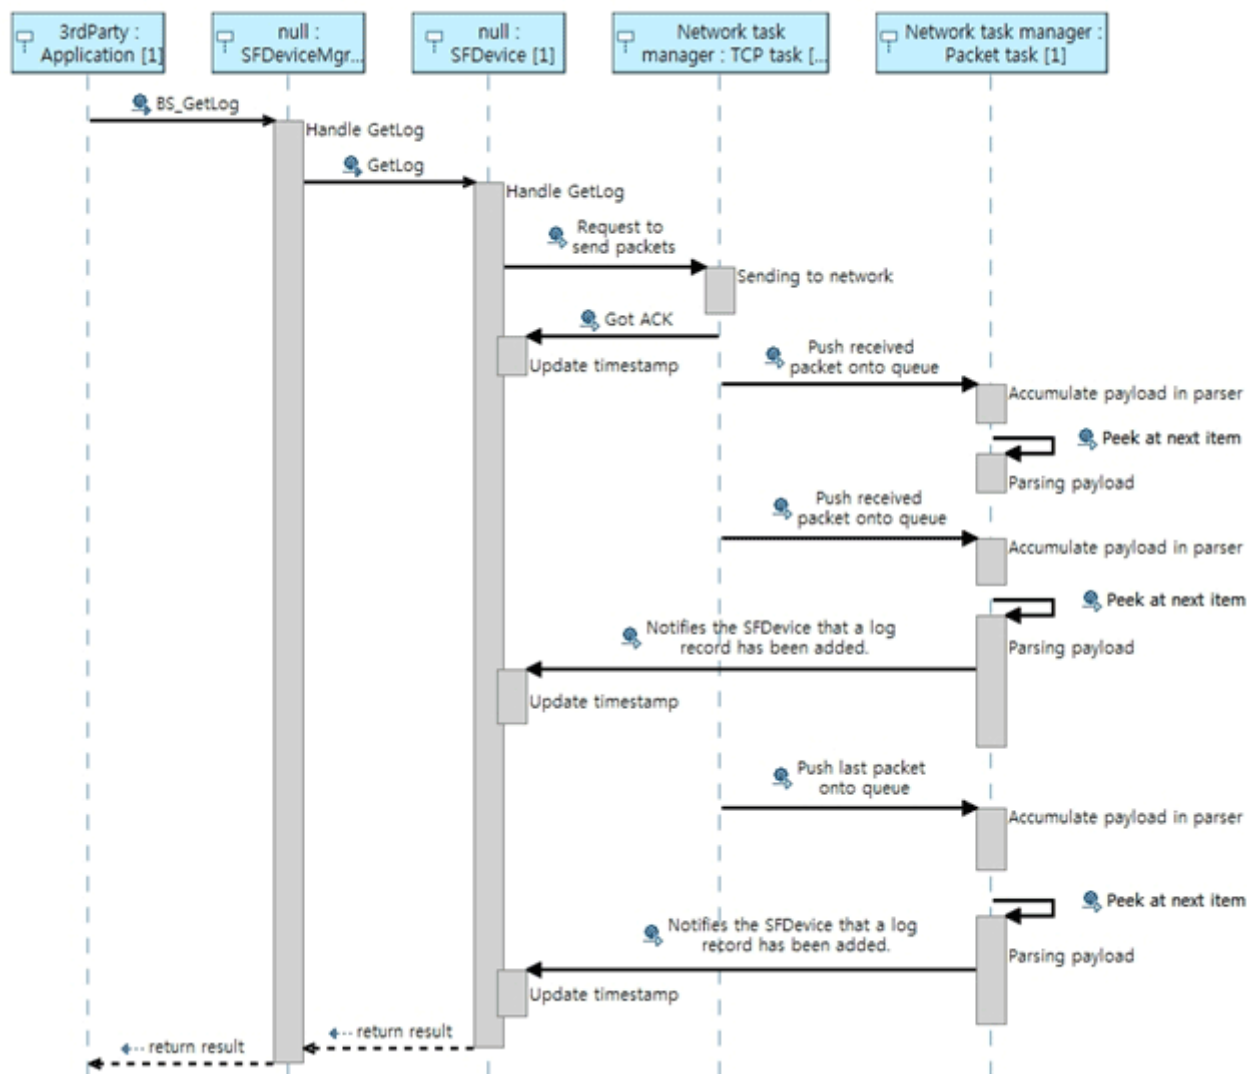 3rdParty :
Application [1]
null :
SFDeviceMgr...
null :
SFDevice [1]
Network task
manager : TCP task [...
Network task manager :
Packet task [1]
BS_GetLog
Handle GetLog
GetLog
Handle GetLog
Request to
send packets
Sending to network
Got ACK
Update timestamp
Push received
packet onto queue
Accumulate payload in parser
Peek at next item
Parsing payload
Push received
packet onto queue
Accumulate payload in parser
Peek at next item
Notifies the SFDevice that a log
record has been added.
Parsing payload
Update timestamp
Push last packet
onto queue
Accumulate payload in parser
Peek at next item
Notifies the SFDevice that a log
record has been added.
Parsing payload
Update timestamp
return result
return result